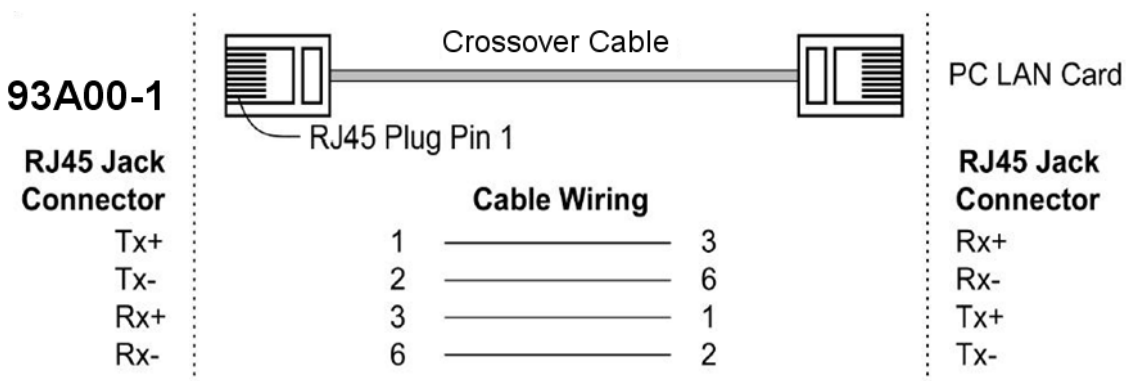 Crossover Cable
93A00-1
PC LAN Card
RJ45 Plug Pin 1
RJ45 Jack
Connector
Cable Wiring
RJ45 Jack
Connector
Tx+ 1 3 Rx+
Tx- 2 6 Rx-
Rx+ 3 1 Tx+
Rx- 6 2 Tx-